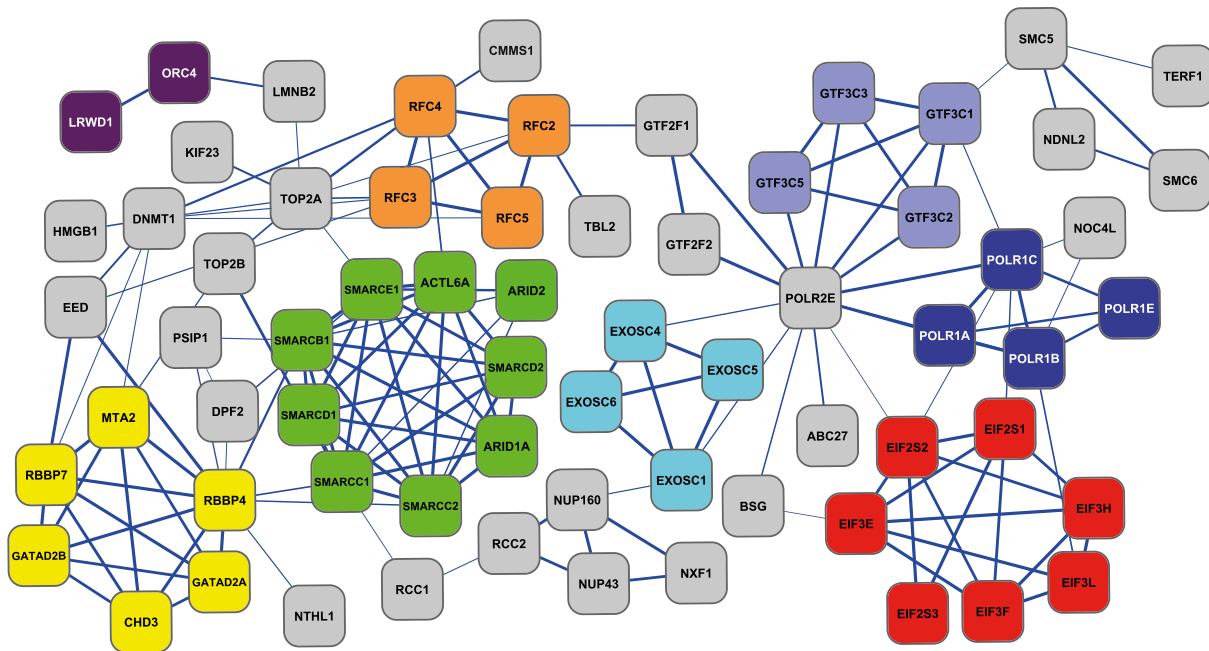 CMMS1
SMC5
ORC4
TERF1
LMNB2
GTF3C3
RFC4
GTF3C1
LRWD1
RFC2
GTF2F1
NDNL2
KIF23
SMC6
GTF3C5
TOP2A
RFC3
RFC5
DNMT1
HMGB1
TBL2
GTF3C2
NOC4L
GTF2F2
TOP2B
POLR1C
SMARCE1
ACTL6A
ARID2
POLR2E
EED
POLR1E
PSIP1
SMARCB1
EXOSC4
POLR1A
POLR1B
SMARCD2
EXOSC5
EXOSC6
DPF2
MTA2
SMARCD1
ABC27
EIF2S2
EIF2S1
ARID1A
RBBP7
RBBP4
SMARCC1
SMARCC2
NUP160
EXOSC1
BSG
EIF3E
EIF3H
RCC2
GATAD2B
GATAD2A
RCC1
NUP43
NXF1
EIF3L
CHD3
NTHL1
EIF2S3
EIF3F